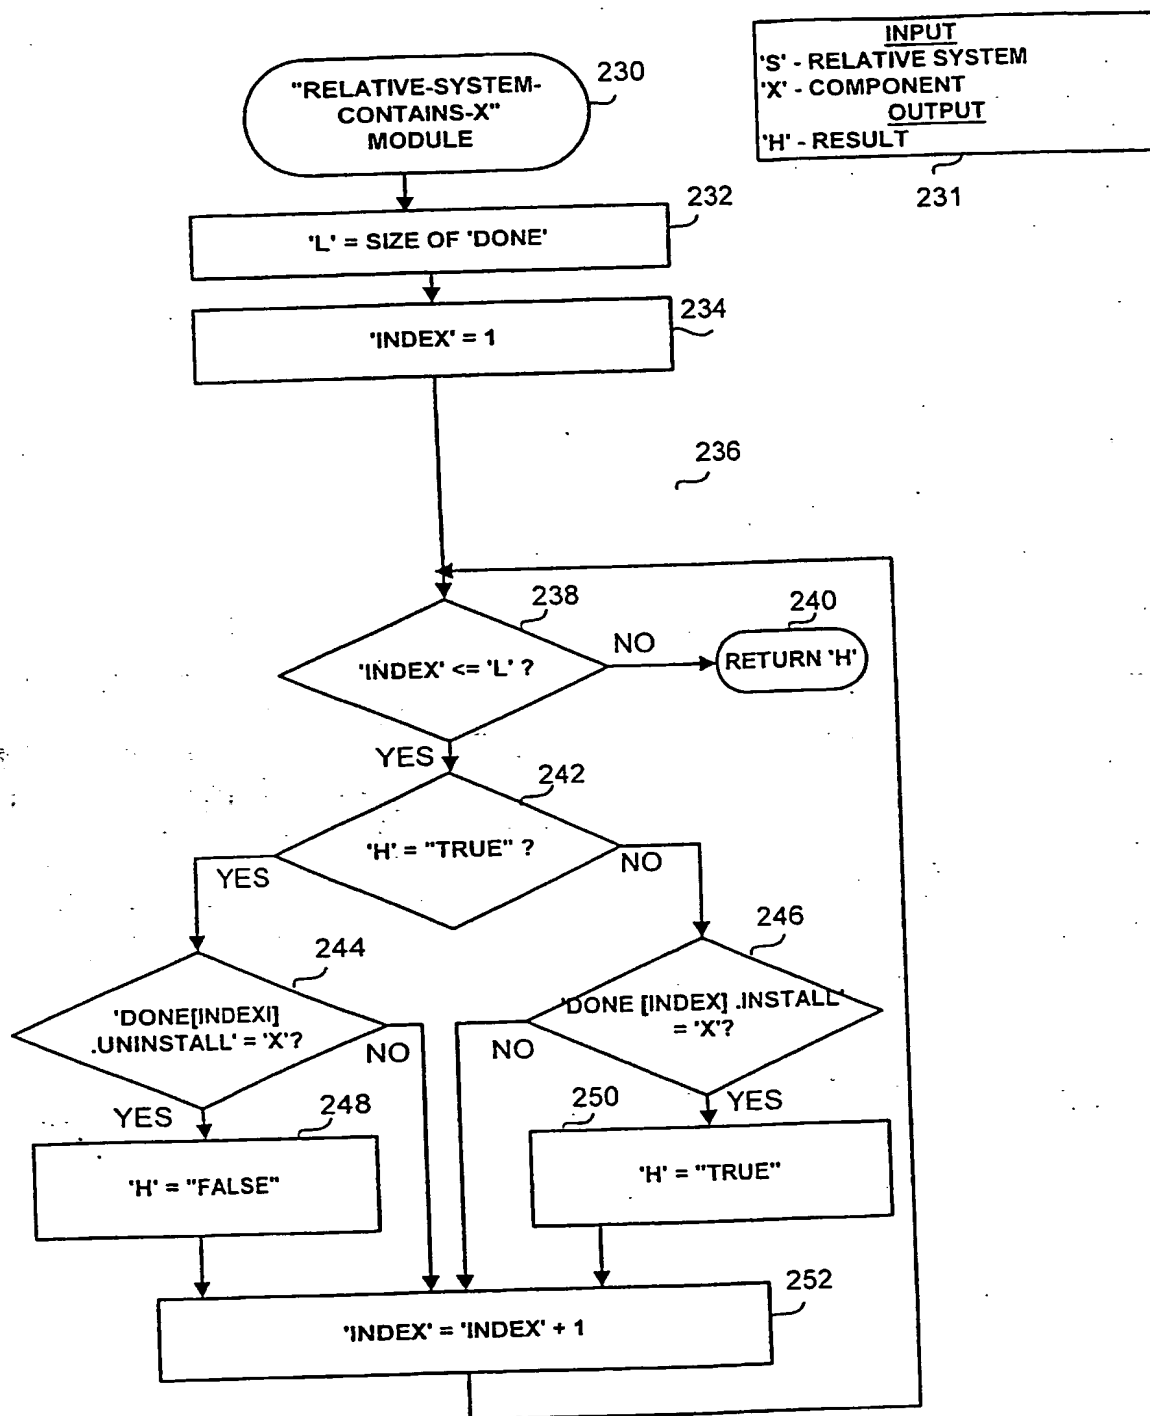 "RELATIVE-SYSTEM-
CONTAINS-X"
MODULE
230
INPUT
'S' - RELATIVE SYSTEM
'X' - COMPONENT
OUTPUT
'H' - RESULT
231
232
'L' = SIZE OF 'DONE'
234
'INDEX' = 1
236
238
'INDEX' <= 'L' ?
NO
240
RETURN 'H'
YES
242
'H' = "TRUE" ?
YES
NO
244
'DONE[INDEXI]
.UNINSTALL' = 'X'?
NO
YES
246
'DONE [INDEX] .INSTALL'
= 'X'?
NO
YES
248
'H' = "FALSE"
250
'H' = "TRUE"
252
'INDEX' = 'INDEX' + 1